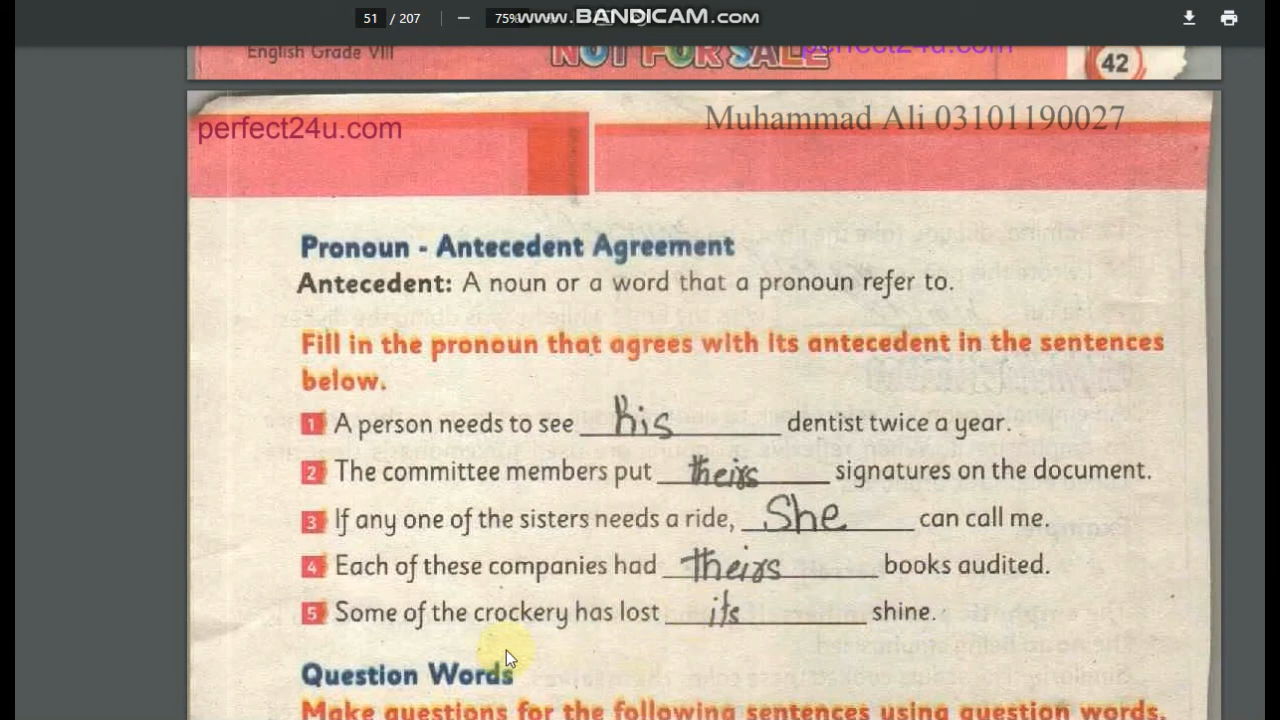 51 / 207 — 75% www.BANDICAM.com
English Grade VIII NOT FOR SALE perfect24u.com 42
perfect24u.com Muhammad Ali 03101190027
Pronoun - Antecedent Agreement
Antecedent: A noun or a word that a pronoun refer to.
Fill in the pronoun that agrees with its antecedent in the sentences
below.
1 A person needs to see his dentist twice a year.
2 The committee members put theirs signatures on the document.
3 If any one of the sisters needs a ride, She can call me.
4 Each of these companies had theirs books audited.
5 Some of the crockery has lost its shine.
Question Words
Make questions for the following sentences using question words.